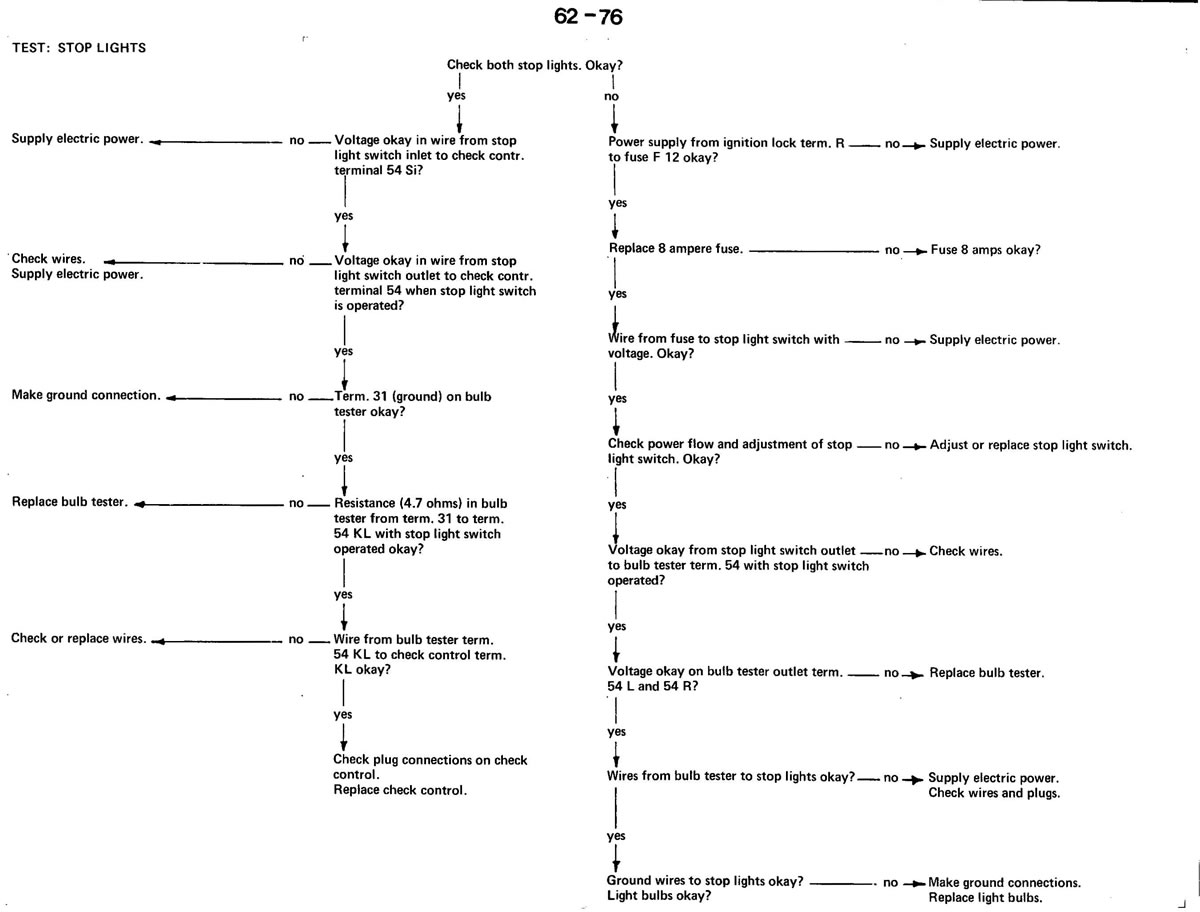 62-76
TEST: STOP LIGHTS
Check both stop lights. Okay?
yes
no
Supply electric power.
no
Voltage okay in wire from stop
light switch inlet to check contr.
terminal 54 Si?
yes
Check wires.
Supply electric power.
no
Voltage okay in wire from stop
light switch outlet to check contr.
terminal 54 when stop light switch
is operated?
yes
Make ground connection.
no
Term. 31 (ground) on bulb
tester okay?
yes
Replace bulb tester.
no
Resistance (4.7 ohms) in bulb
tester from term. 31 to term.
54 KL with stop light switch
operated okay?
yes
Check or replace wires.
no
Wire from bulb tester term.
54 KL to check control term.
KL okay?
yes
Check plug connections on check
control.
Replace check control.
Power supply from ignition lock term. R
to fuse F 12 okay?
no
Supply electric power.
yes
Replace 8 ampere fuse.
no
Fuse 8 amps okay?
yes
Wire from fuse to stop light switch with
voltage. Okay?
no
Supply electric power.
yes
Check power flow and adjustment of stop
light switch. Okay?
no
Adjust or replace stop light switch.
yes
Voltage okay from stop light switch outlet
to bulb tester term. 54 with stop light switch
operated?
no
Check wires.
yes
Voltage okay on bulb tester outlet term.
54 L and 54 R?
no
Replace bulb tester.
yes
Wires from bulb tester to stop lights okay?
no
Supply electric power.
Check wires and plugs.
yes
Ground wires to stop lights okay?
Light bulbs okay?
no
Make ground connections.
Replace light bulbs.